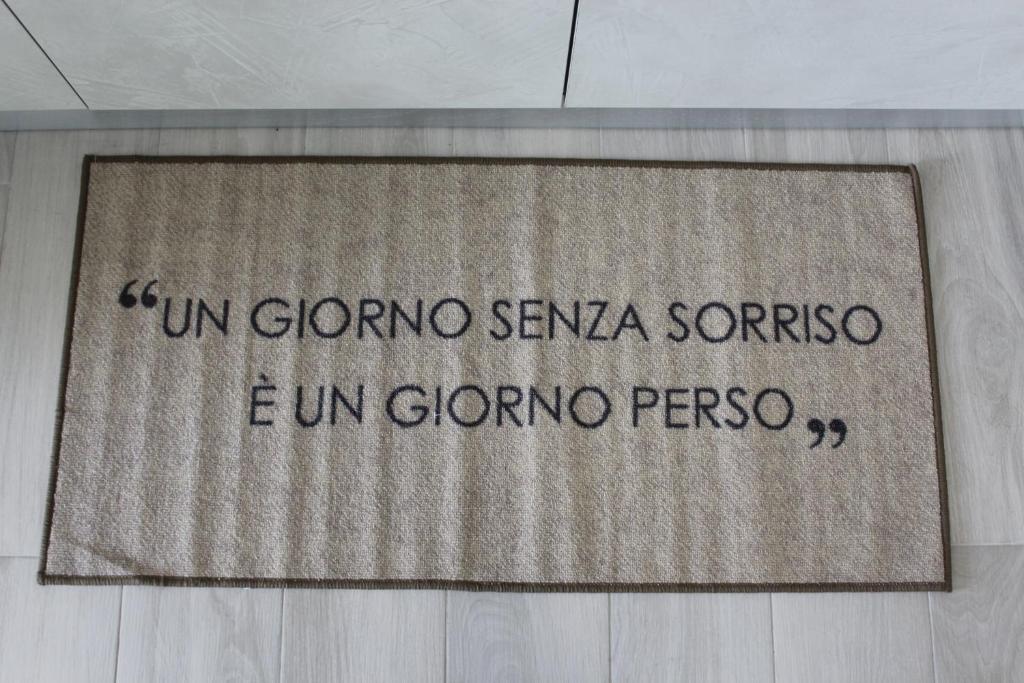 “UN GIORNO SENZA SORRISO
È UN GIORNO PERSO”